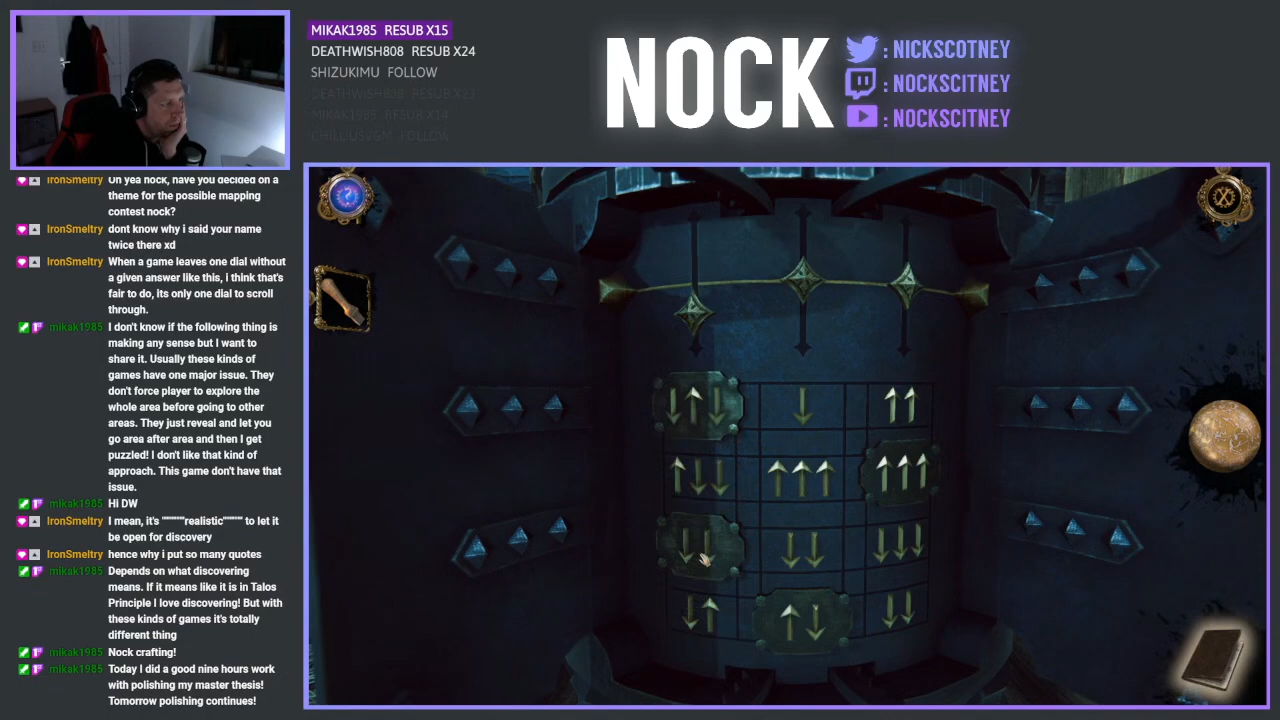 MIKAK1985 RESUB X15
DEATHWISH808 RESUB X24
SHIZUKIMU FOLLOW
DEATHWISH808 RESUB X23
MIKAK1985 RESUB X14
CHILLIUSVGM FOLLOW
NOCK
: NICKSCOTNEY
: NOCKSCITNEY
: NOCKSCITNEY
IronSmeltry Oh yea nock, have you decided on a
theme for the possible mapping
contest nock?
IronSmeltry dont know why i said your name
twice there xd
IronSmeltry When a game leaves one dial without
a given answer like this, i think that's
fair to do, its only one dial to scroll
through.
mikak1985 I don't know if the following thing is
making any sense but I want to
share it. Usually these kinds of
games have one major issue. They
don't force player to explore the
whole area before going to other
areas. They just reveal and let you
go area after area and then I get
puzzled! I don't like that kind of
approach. This game don't have that
issue.
mikak1985 Hi DW
IronSmeltry I mean, it's """"""realistic"""""" to let it
be open for discovery
IronSmeltry hence why i put so many quotes
mikak1985 Depends on what discovering
means. If it means like it is in Talos
Principle I love discovering! But with
these kinds of games it's totally
different thing
mikak1985 Nock crafting!
mikak1985 Today I did a good nine hours work
with polishing my master thesis!
Tomorrow polishing continues!